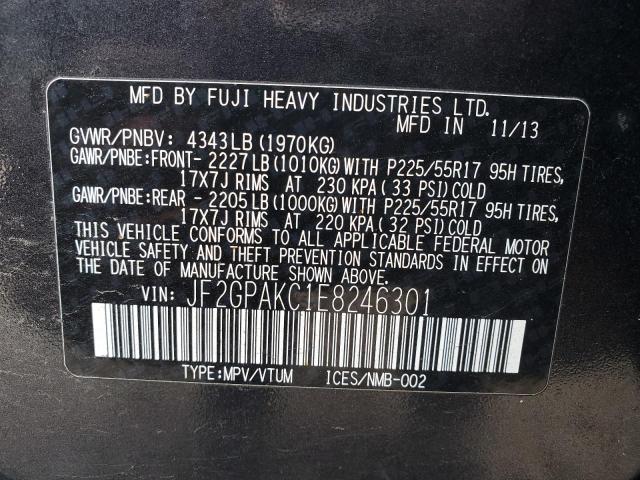 MFD BY FUJI HEAVY INDUSTRIES LTD.
MFD IN 11/13
GVWR/PNBV: 4343LB(1970KG)
GAWR/PNBE:FRONT- 2227LB(1010KG)WITH P225/55R17 95H TIRES,
17X7J RIMS AT 230 KPA( 33 PSI)COLD
GAWR/PNBE:REAR - 2205LB(1000KG)WITH P225/55R17 95H TIRES,
17X7J RIMS AT 220 KPA( 32 PSI)COLD
THIS VEHICLE CONFORMS TO ALL APPLICABLE FEDERAL MOTOR
VEHICLE SAFETY AND THEFT PREVENTION STANDARDS IN EFFECT ON
THE DATE OF MANUFACTURE SHOWN ABOVE.
VIN: JF2GPAKC1E8246301
TYPE:MPV/VTUM ICES/NMB-002